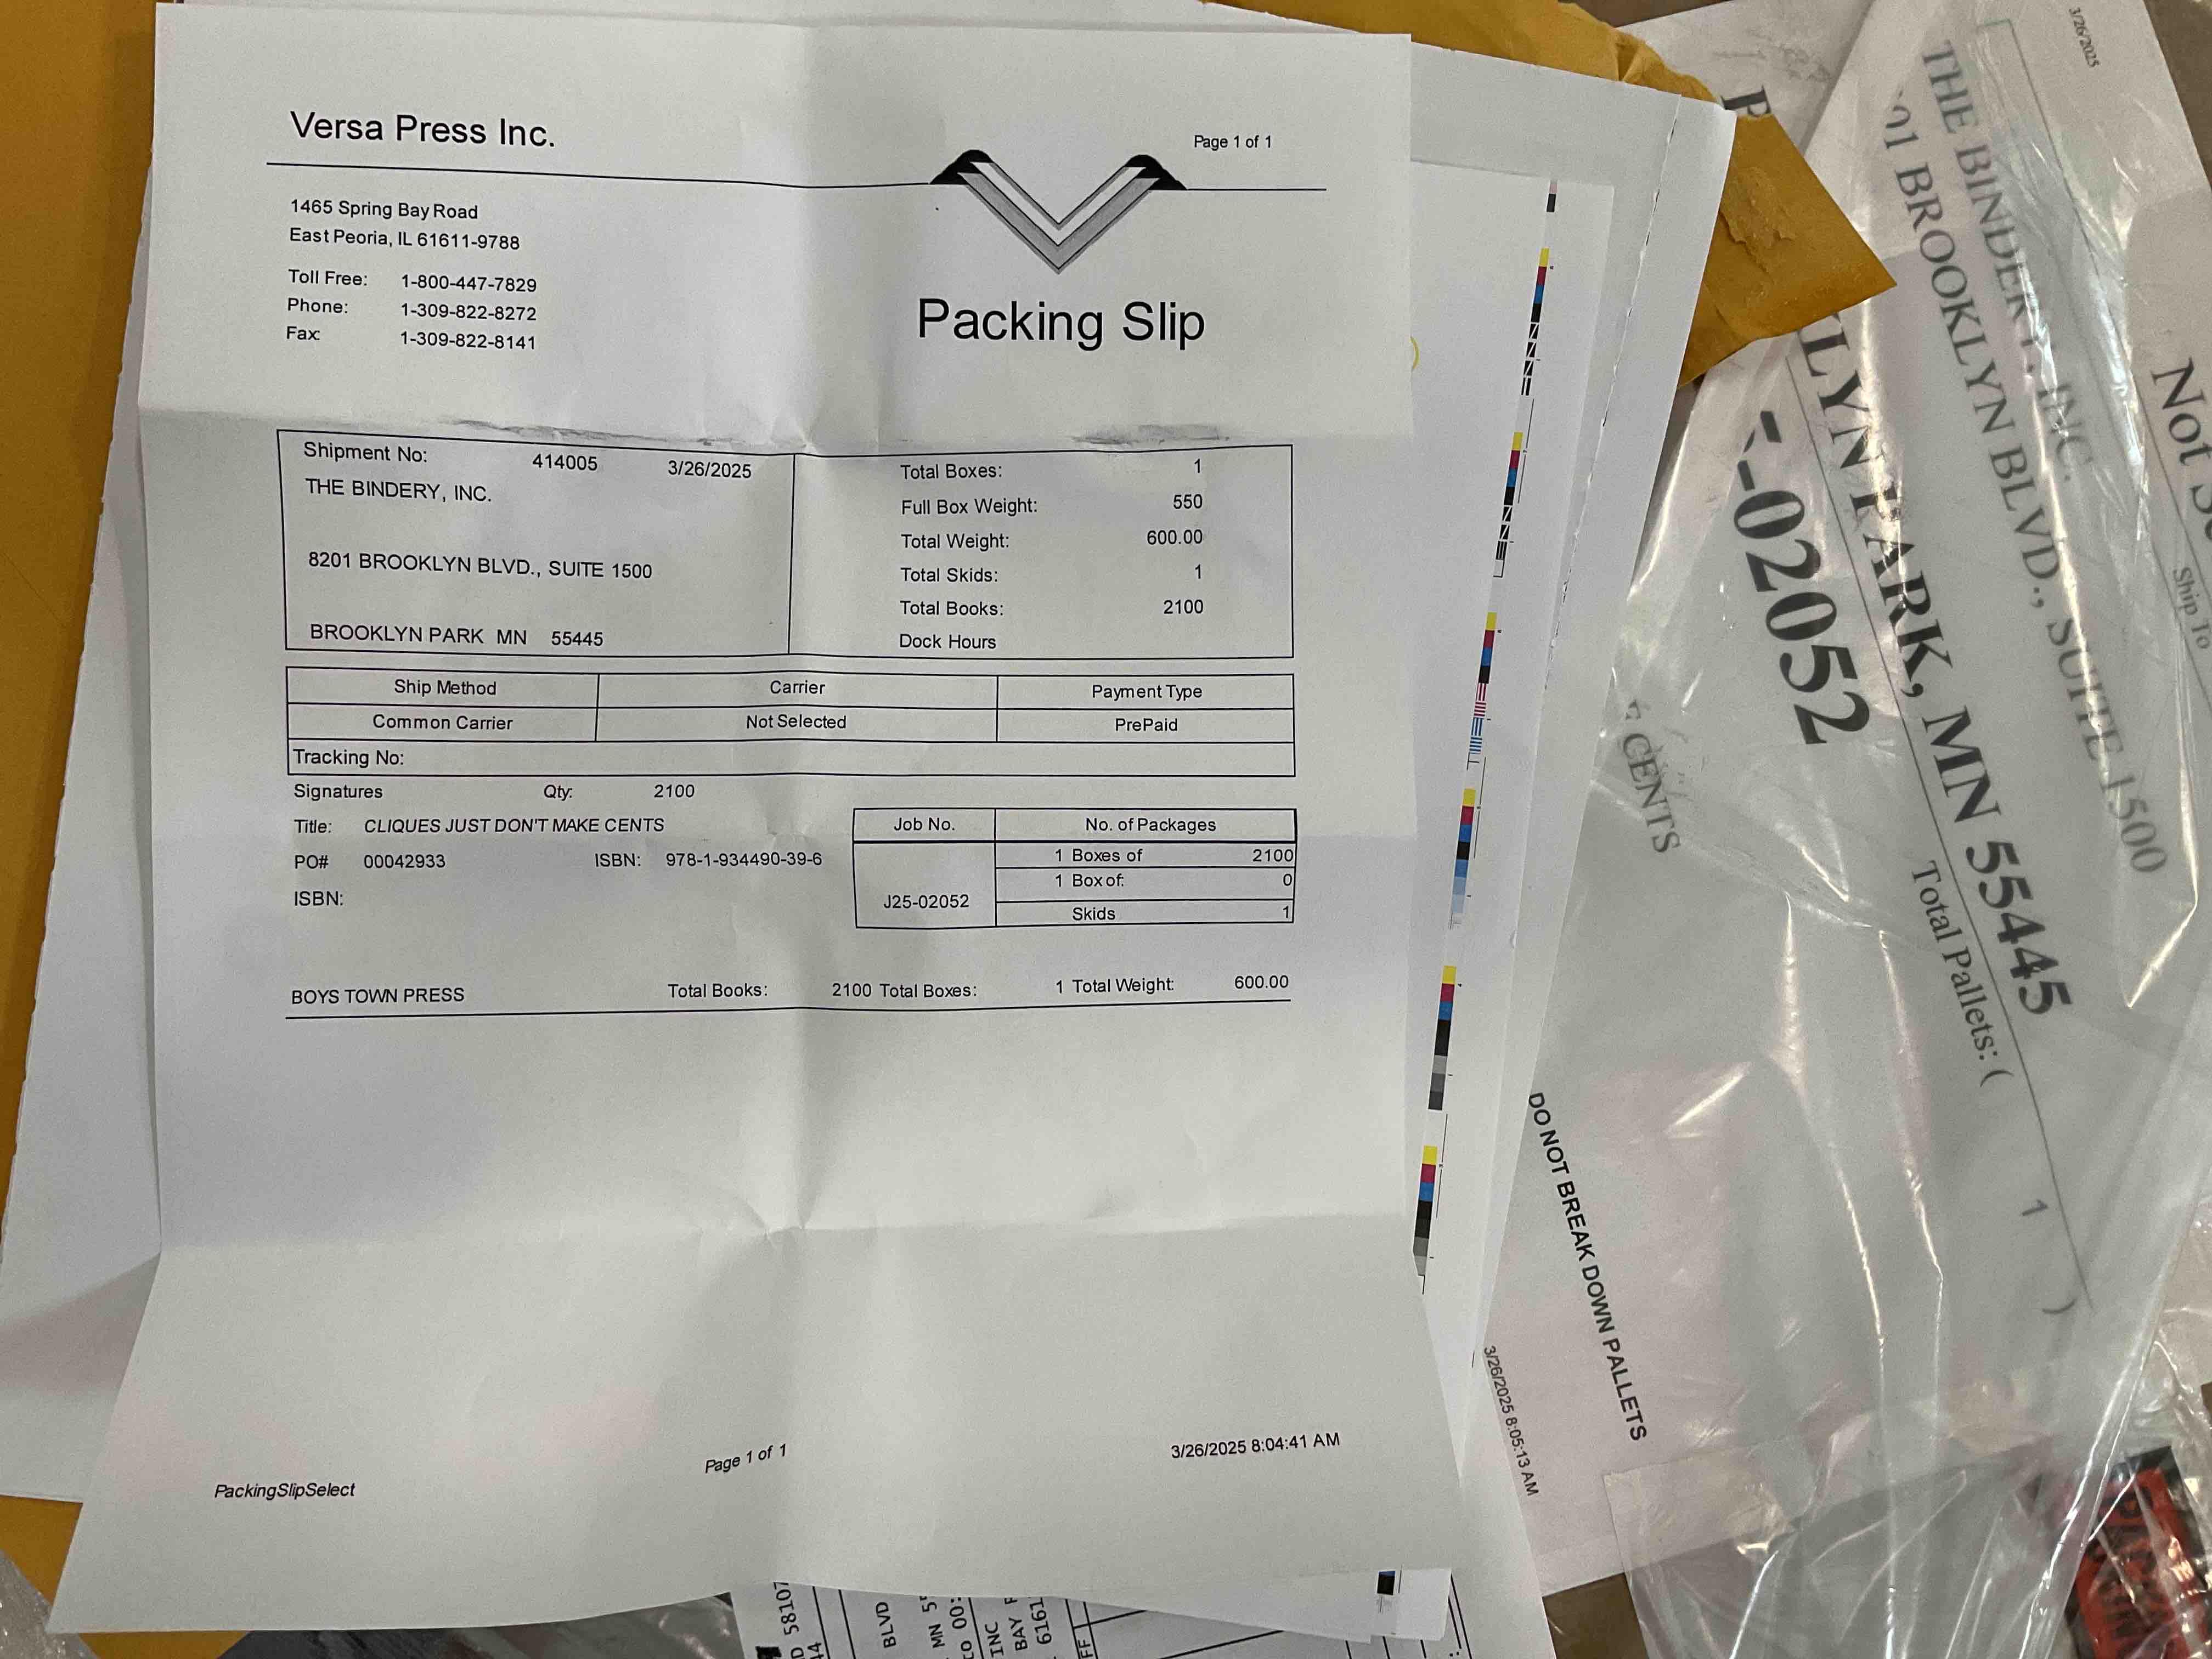 Versa Press Inc.
Page 1 of 1
1465 Spring Bay Road
East Peoria, IL 61611-9788
Toll Free: 1-800-447-7829
Phone: 1-309-822-8272
Fax: 1-309-822-8141
Packing Slip
Shipment No: 414005 3/26/2025
THE BINDERY, INC.
8201 BROOKLYN BLVD., SUITE 1500
BROOKLYN PARK MN 55445
Total Boxes: 1
Full Box Weight: 550
Total Weight: 600.00
Total Skids: 1
Total Books: 2100
Dock Hours
Ship Method Carrier Payment Type
Common Carrier Not Selected PrePaid
Tracking No:
Signatures Qty: 2100
Title: CLIQUES JUST DON'T MAKE CENTS
PO# 00042933 ISBN: 978-1-934490-39-6
ISBN:
Job No. No. of Packages
J25-02052
1 Boxes of 2100
1 Box of: 0
Skids 1
BOYS TOWN PRESS Total Books: 2100 Total Boxes: 1 Total Weight: 600.00
PackingSlipSelect
Page 1 of 1
3/26/2025 8:04:41 AM
3/26/2025
THE BINDERY, INC.
01 BROOKLYN BLVD., SUITE 1500
LYN PARK, MN 55445
-02052
CENTS
Total Pallets: ( 1 )
DO NOT BREAK DOWN PALLETS
3/26/2025 8:05:13 AM
Not
Ship To
58107
BLVD
MN
INC
BAY